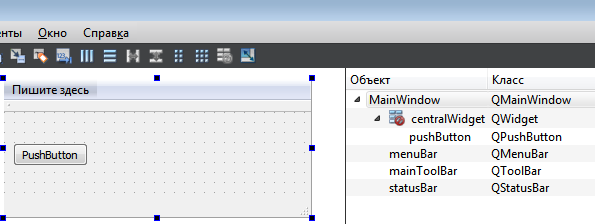 енты Окно Справка
123
Пишите здесь
PushButton
Объект Класс
MainWindow QMainWindow
centralWidget QWidget
pushButton QPushButton
menuBar QMenuBar
mainToolBar QToolBar
statusBar QStatusBar